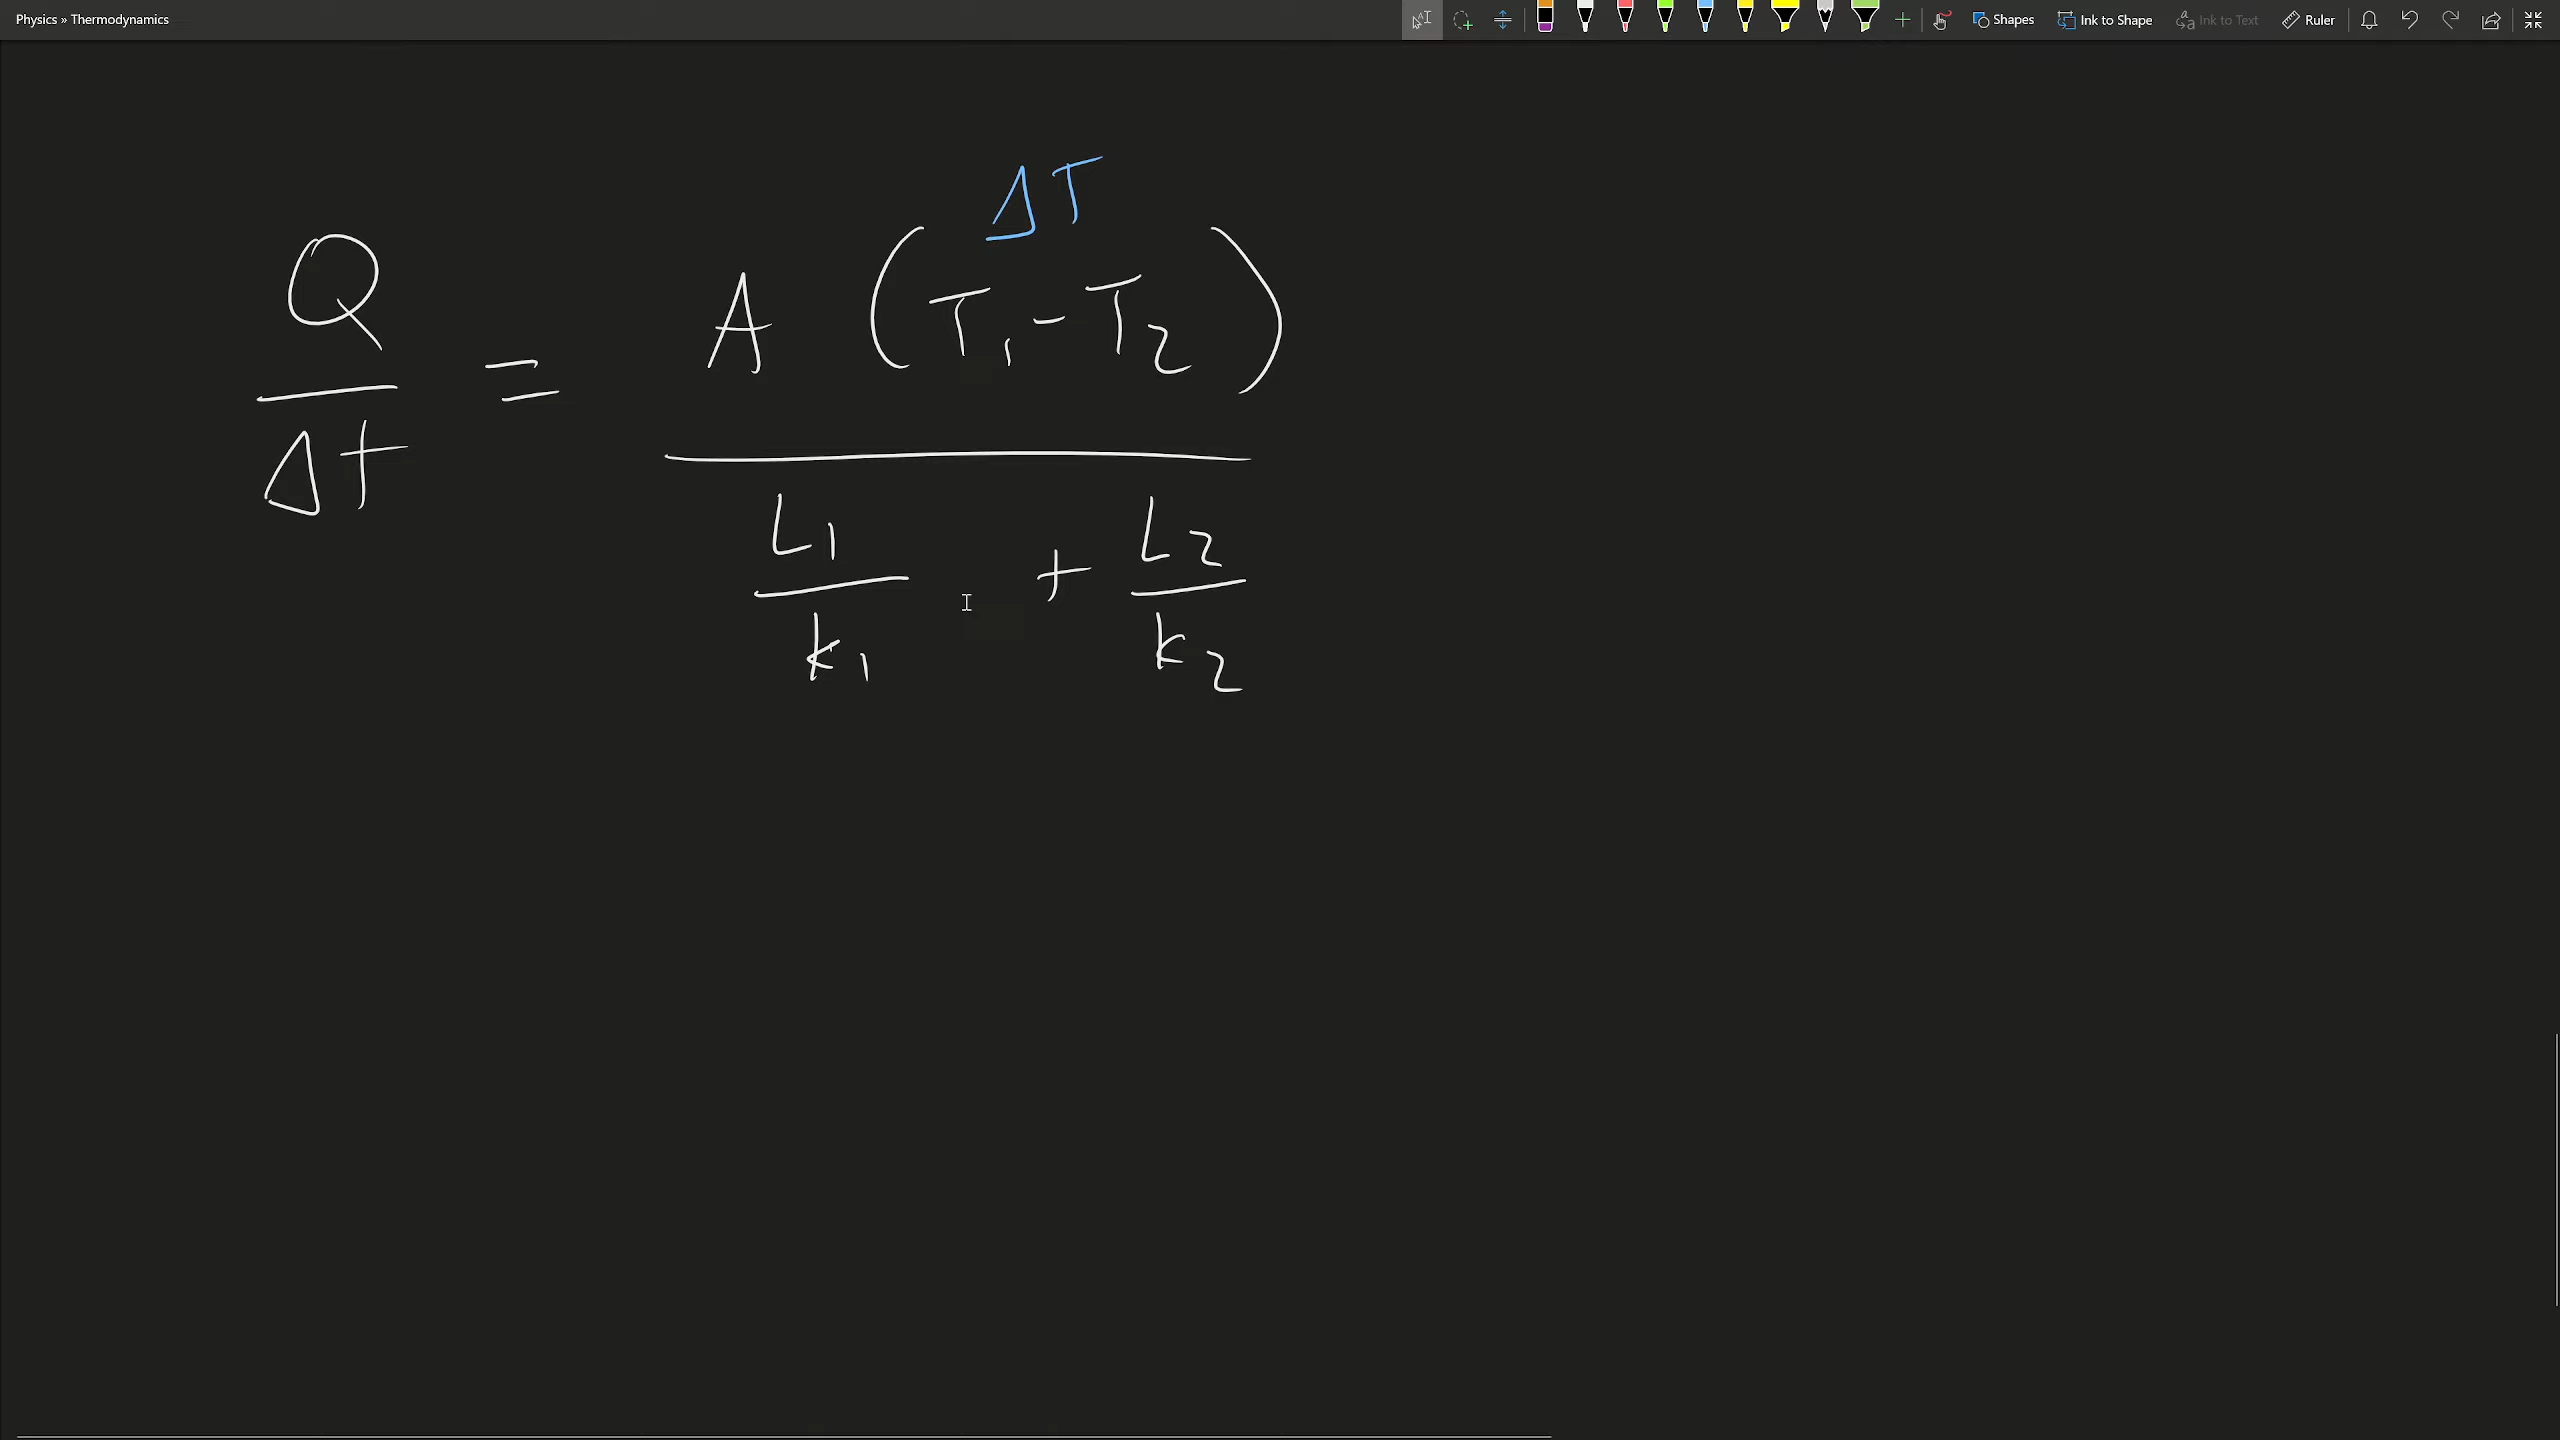 Physics » Thermodynamics Shapes Ink to Shape Ink to Text Ruler
ΔT
Q/Δt = A (T₁ - T₂) / (L₁/k₁ + L₂/k₂)